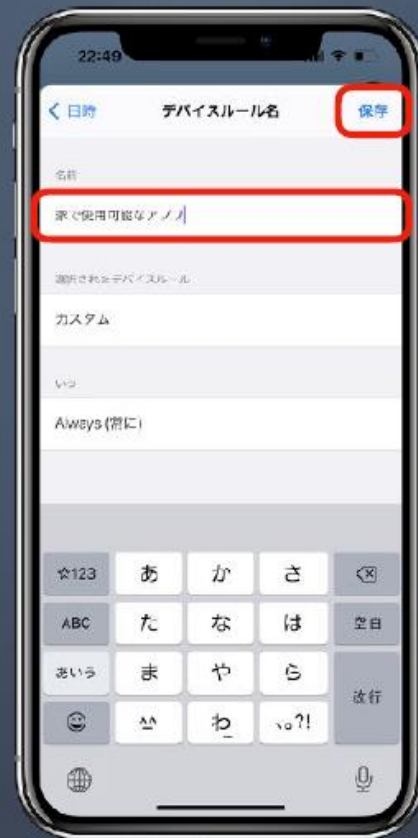 22:49
日時
デバイスルール名
保存
名前
家で使用可能なアプリ
選択されたデバイスルール
カスタム
いつ
Always (常に)
☆123
あ
か
さ
ABC
た
な
は
空白
あいう
ま
や
ら
改行
^^
わ
、。?!